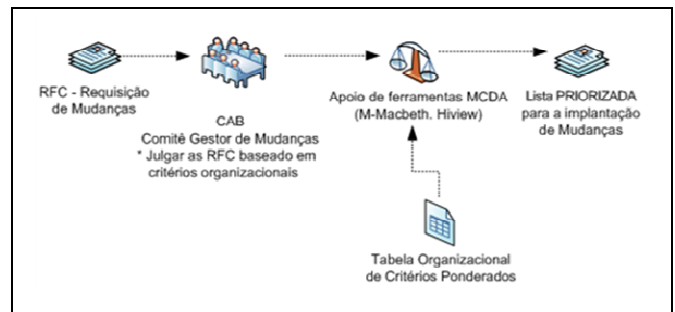 RFC - Requisição
de Mudanças
CAB
Comitê Gestor de Mudanças
* Julgar as RFC baseado em
critérios organizacionais
Apoio de ferramentas MCDA
(M-Macbeth. Hiview)
Lista PRIORIZADA
para a implantação
de Mudanças
Tabela Organizacional
de Critérios Ponderados